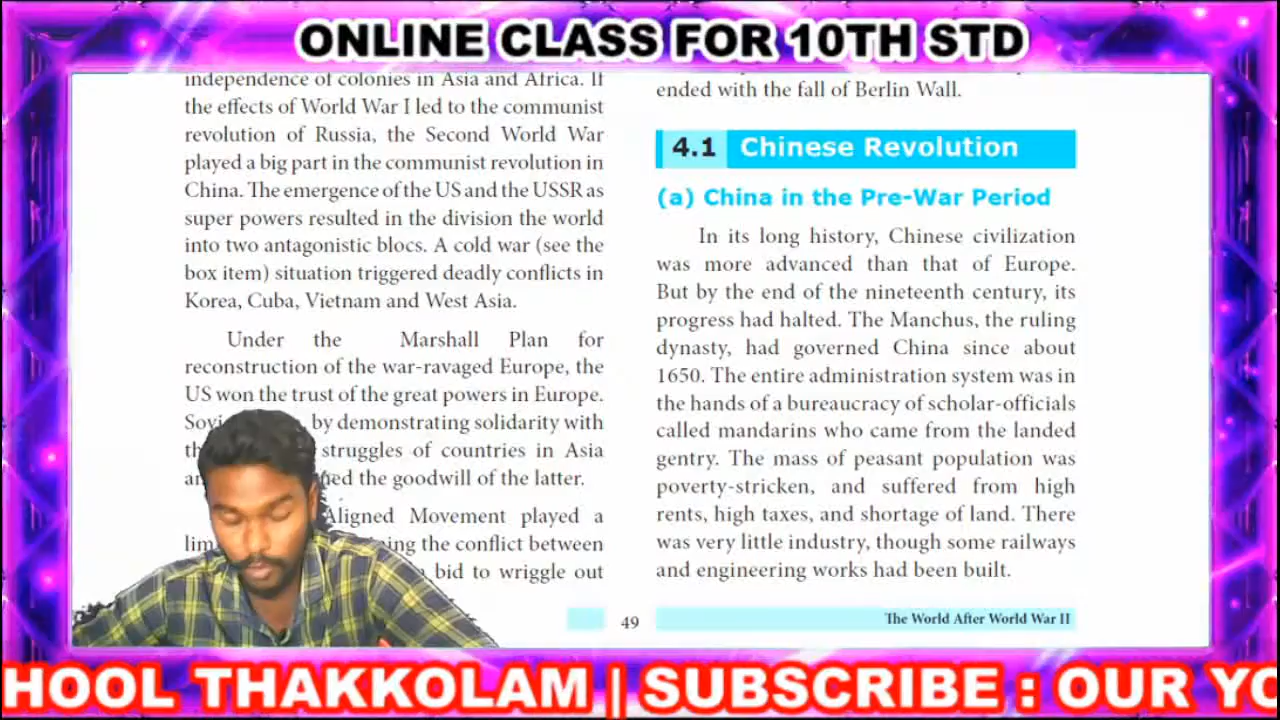 ONLINE CLASS FOR 10TH STD
independence of colonies in Asia and Africa. If
the effects of World War I led to the communist
revolution of Russia, the Second World War
played a big part in the communist revolution in
China. The emergence of the US and the USSR as
super powers resulted in the division the world
into two antagonistic blocs. A cold war (see the
box item) situation triggered deadly conflicts in
Korea, Cuba, Vietnam and West Asia.
Under the Marshall Plan for
reconstruction of the war-ravaged Europe, the
US won the trust of the great powers in Europe.
by demonstrating solidarity with
struggles of countries in Asia
the goodwill of the latter.
Aligned Movement played a
the conflict between
bid to wriggle out
49
ended with the fall of Berlin Wall.
4.1 Chinese Revolution
(a) China in the Pre-War Period
In its long history, Chinese civilization
was more advanced than that of Europe.
But by the end of the nineteenth century, its
progress had halted. The Manchus, the ruling
dynasty, had governed China since about
1650. The entire administration system was in
the hands of a bureaucracy of scholar-officials
called mandarins who came from the landed
gentry. The mass of peasant population was
poverty-stricken, and suffered from high
rents, high taxes, and shortage of land. There
was very little industry, though some railways
and engineering works had been built.
The World After World War II
HOOL THAKKOLAM | SUBSCRIBE : OUR YO